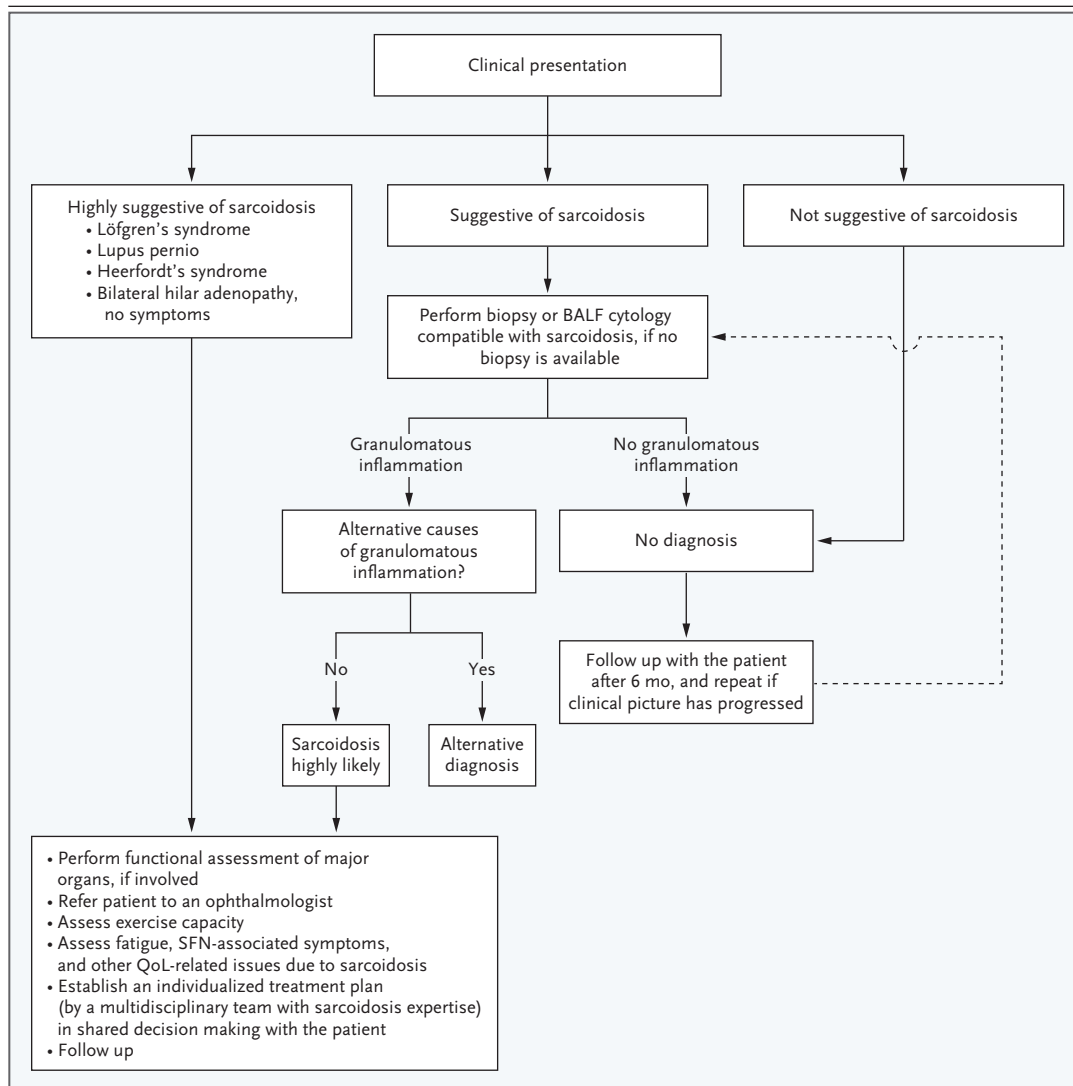 Clinical presentation
Highly suggestive of sarcoidosis
• Löfgren's syndrome
• Lupus pernio
• Heerfordt's syndrome
• Bilateral hilar adenopathy,
no symptoms
Suggestive of sarcoidosis
Not suggestive of sarcoidosis
Perform biopsy or BALF cytology
compatible with sarcoidosis, if no
biopsy is available
Granulomatous
inflammation
No granulomatous
inflammation
Alternative causes
of granulomatous
inflammation?
No diagnosis
No
Yes
Follow up with the patient
after 6 mo, and repeat if
clinical picture has progressed
Sarcoidosis
highly likely
Alternative
diagnosis
• Perform functional assessment of major
organs, if involved
• Refer patient to an ophthalmologist
• Assess exercise capacity
• Assess fatigue, SFN-associated symptoms,
and other QoL-related issues due to sarcoidosis
• Establish an individualized treatment plan
(by a multidisciplinary team with sarcoidosis expertise)
in shared decision making with the patient
• Follow up